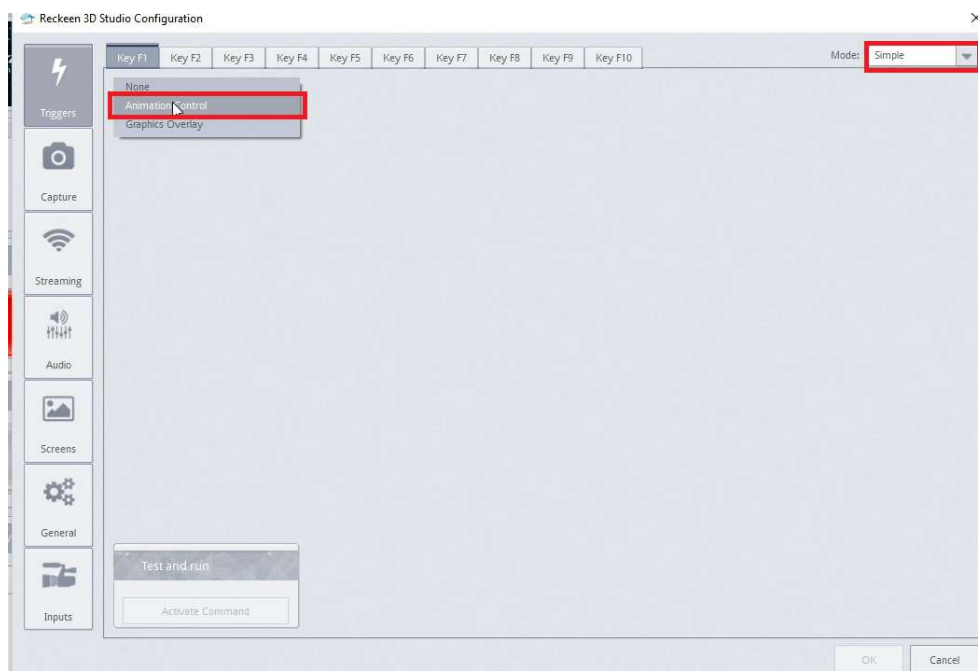 Reckeen 3D Studio Configuration
Key F1 Key F2 Key F3 Key F4 Key F5 Key F6 Key F7 Key F8 Key F9 Key F10 Mode: Simple
None
Animation Control
Graphics Overlay
Triggers
Capture
Streaming
Audio
Screens
General
Inputs
Test and run
Activate Command
OK Cancel